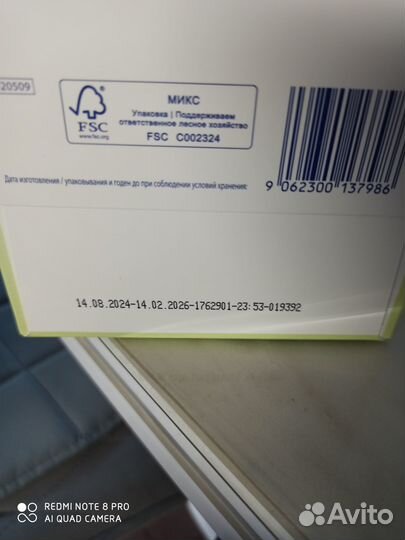 20509
FSC
www.fsc.org
МИКС
Упаковка | Поддерживаем
ответственное лесное хозяйство
FSC C002324
Дата изготовления / упаковывания и годен до при соблюдении условий хранения:
9 062300 137986
14.08.2024-14.02.2026-1762901-23:53-019392
REDMI NOTE 8 PRO
AI QUAD CAMERA
Avito